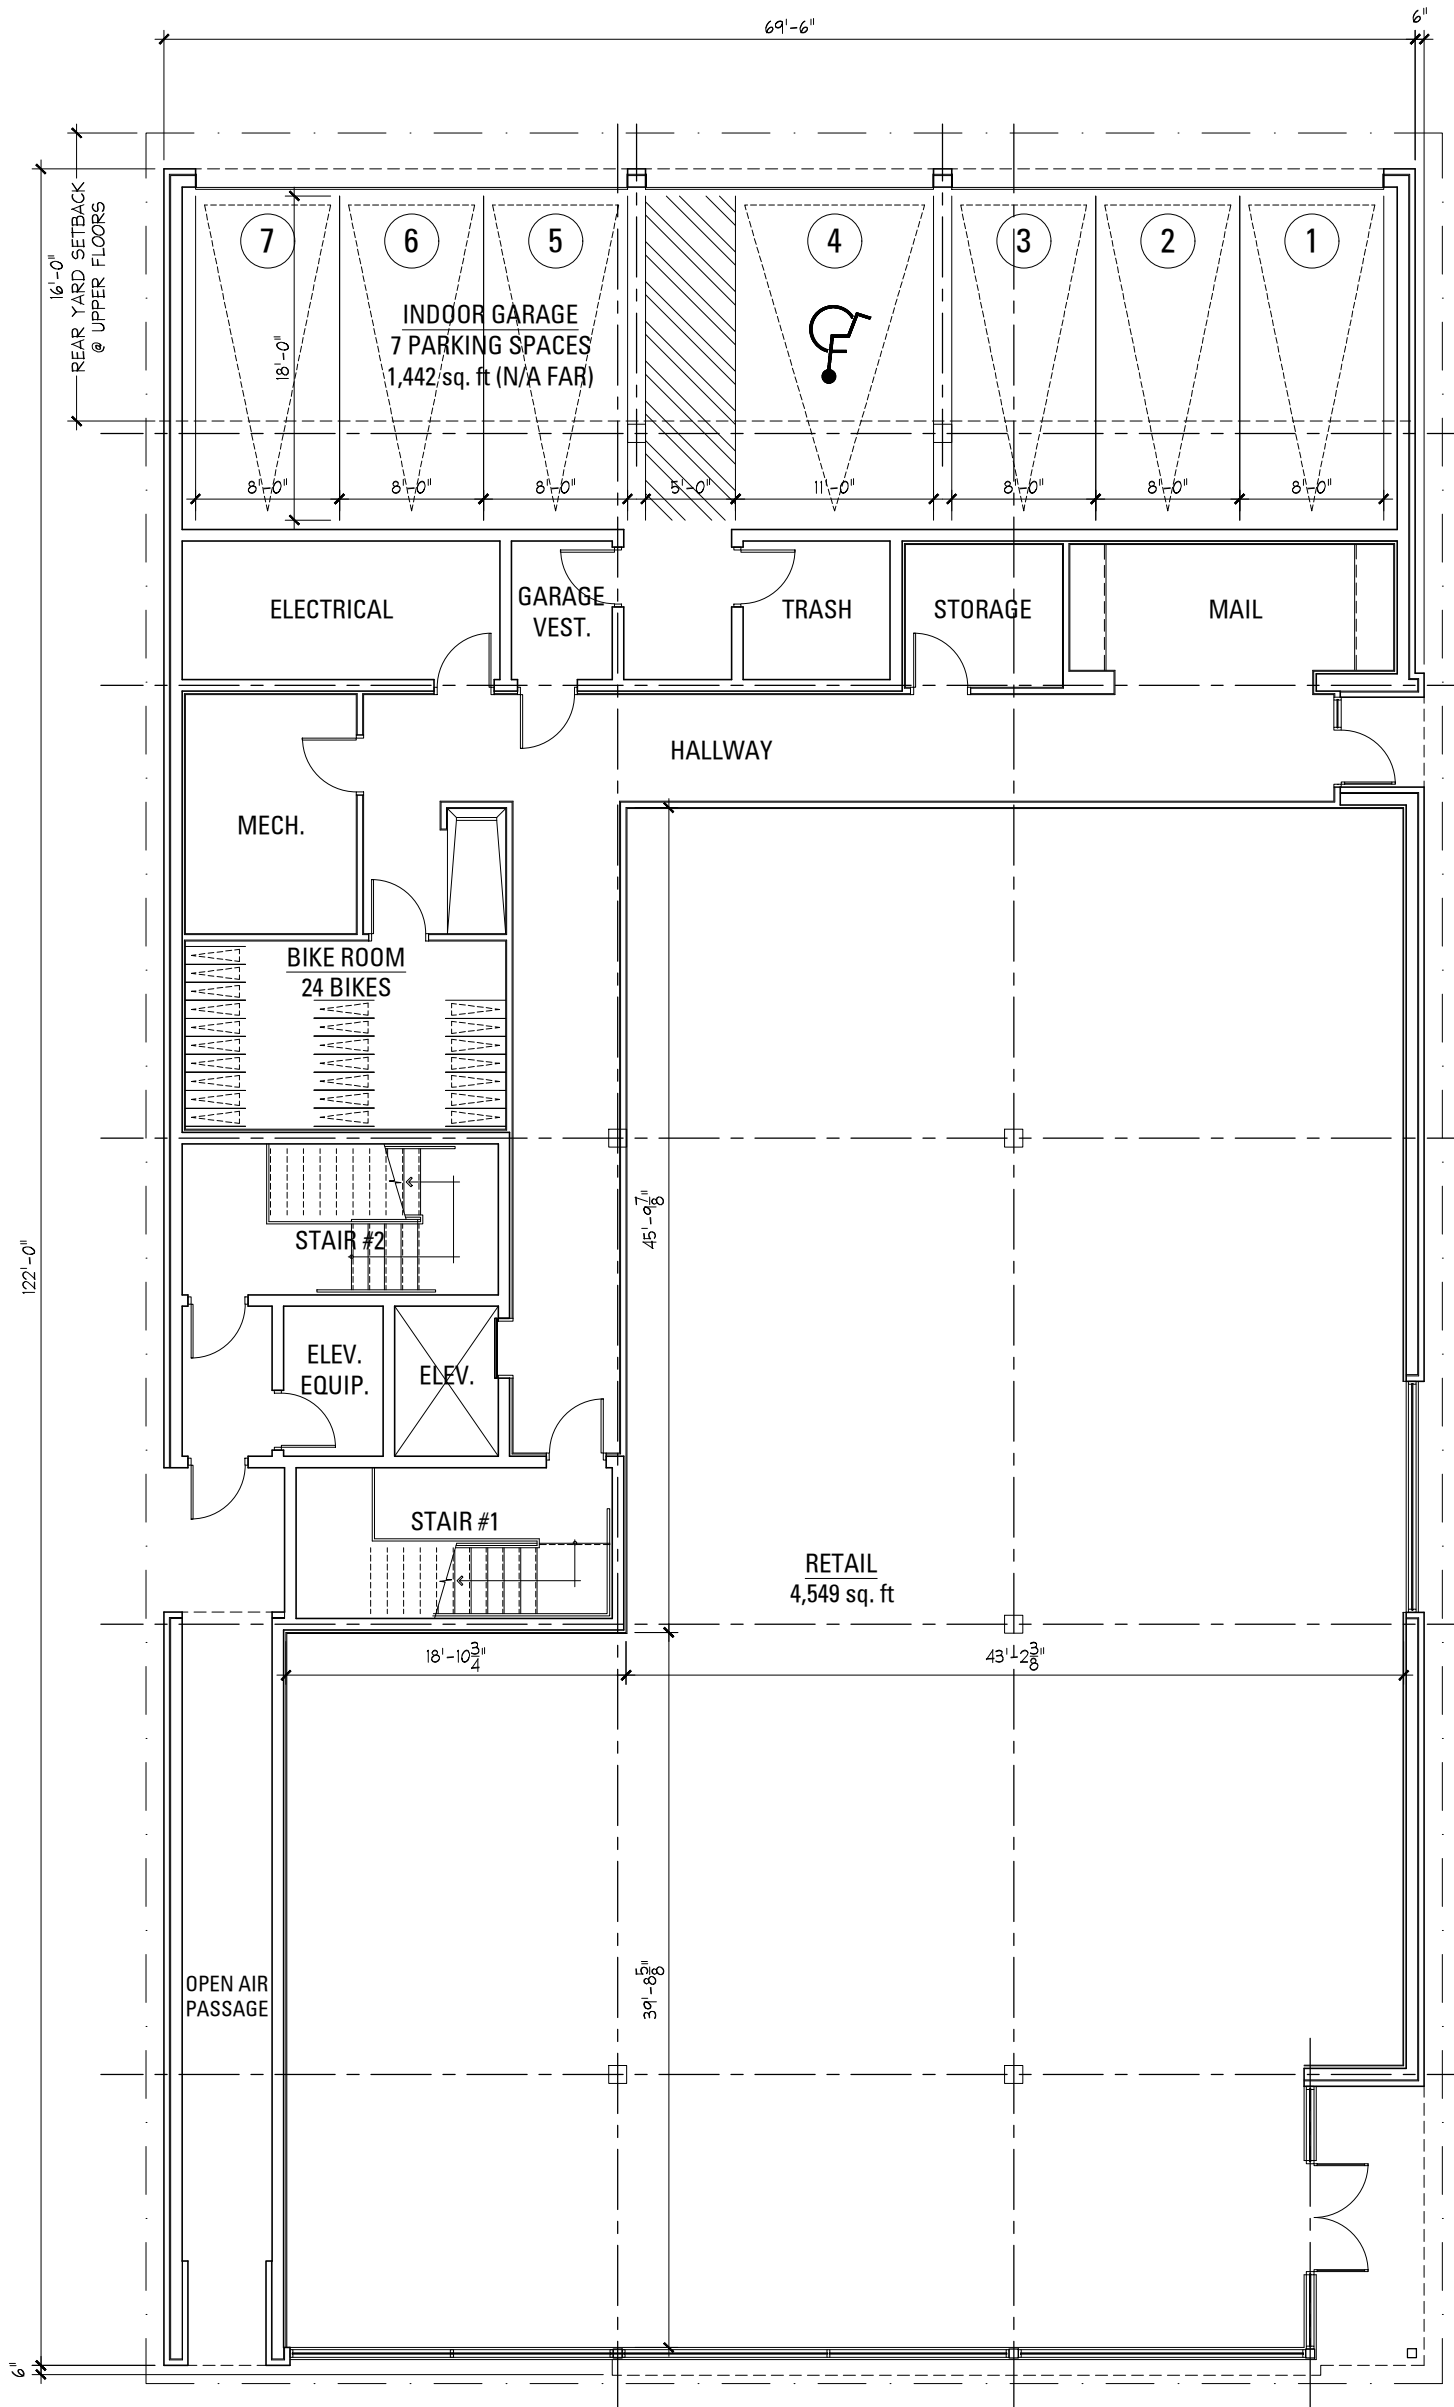 69'-6"
6"
16'-0"
REAR YARD SETBACK
@ UPPER FLOORS
7
6
5
4
3
2
1
INDOOR GARAGE
7 PARKING SPACES
1,442 sq. ft (N/A FAR)
18'-0"
8'-0"
8'-0"
8'-0"
5'-0"
11'-0"
8'-0"
8'-0"
8'-0"
ELECTRICAL
GARAGE
VEST.
TRASH
STORAGE
MAIL
HALLWAY
MECH.
BIKE ROOM
24 BIKES
45'-9 7/8"
STAIR #2
122'-0"
ELEV.
EQUIP.
ELEV.
STAIR #1
RETAIL
4,549 sq. ft
18'-10 3/4"
43'-2 3/8"
39'-8 5/8"
OPEN AIR
PASSAGE
6"